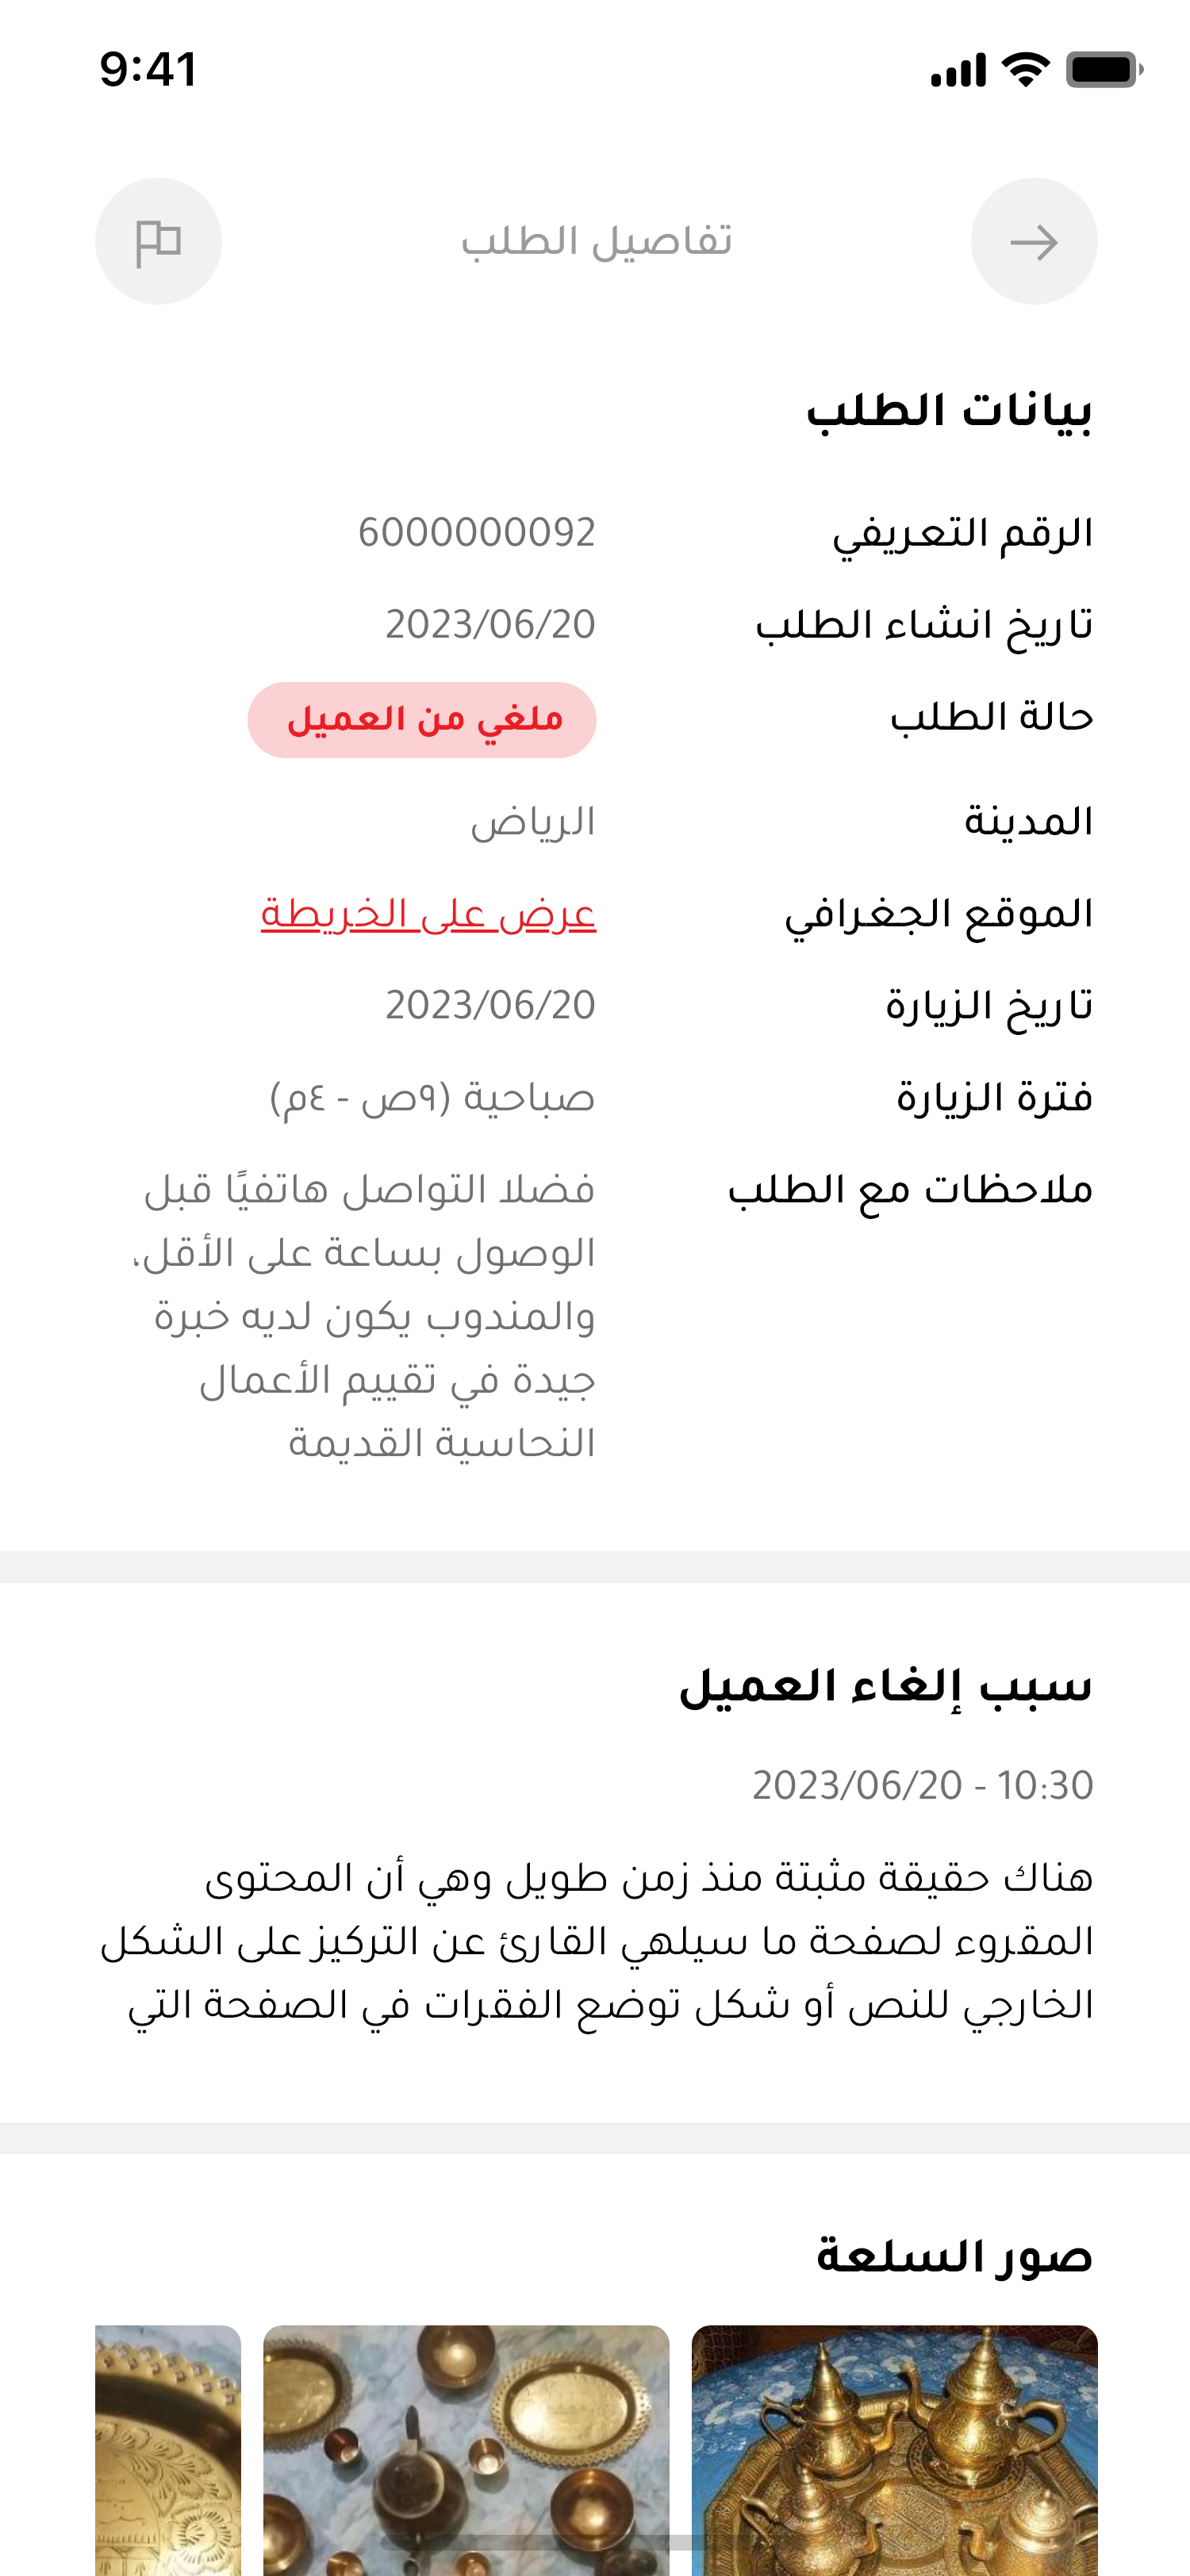 9:41
تفاصيل الطلب
بيانات الطلب
الرقم التعريفي 6000000092
تاريخ انشاء الطلب 2023/06/20
حالة الطلب ملغي من العميل
المدينة الرياض
الموقع الجغرافي عرض على الخريطة
تاريخ الزيارة 2023/06/20
فترة الزيارة صباحية (٩ص - ٤م)
ملاحظات مع الطلب فضلا التواصل هاتفيًا قبل
الوصول بساعة على الأقل،
والمندوب يكون لديه خبرة
جيدة في تقييم الأعمال
النحاسية القديمة
سبب إلغاء العميل
2023/06/20 - 10:30
هناك حقيقة مثبتة منذ زمن طويل وهي أن المحتوى
المقروء لصفحة ما سيلهي القارئ عن التركيز على الشكل
الخارجي للنص أو شكل توضع الفقرات في الصفحة التي
صور السلعة